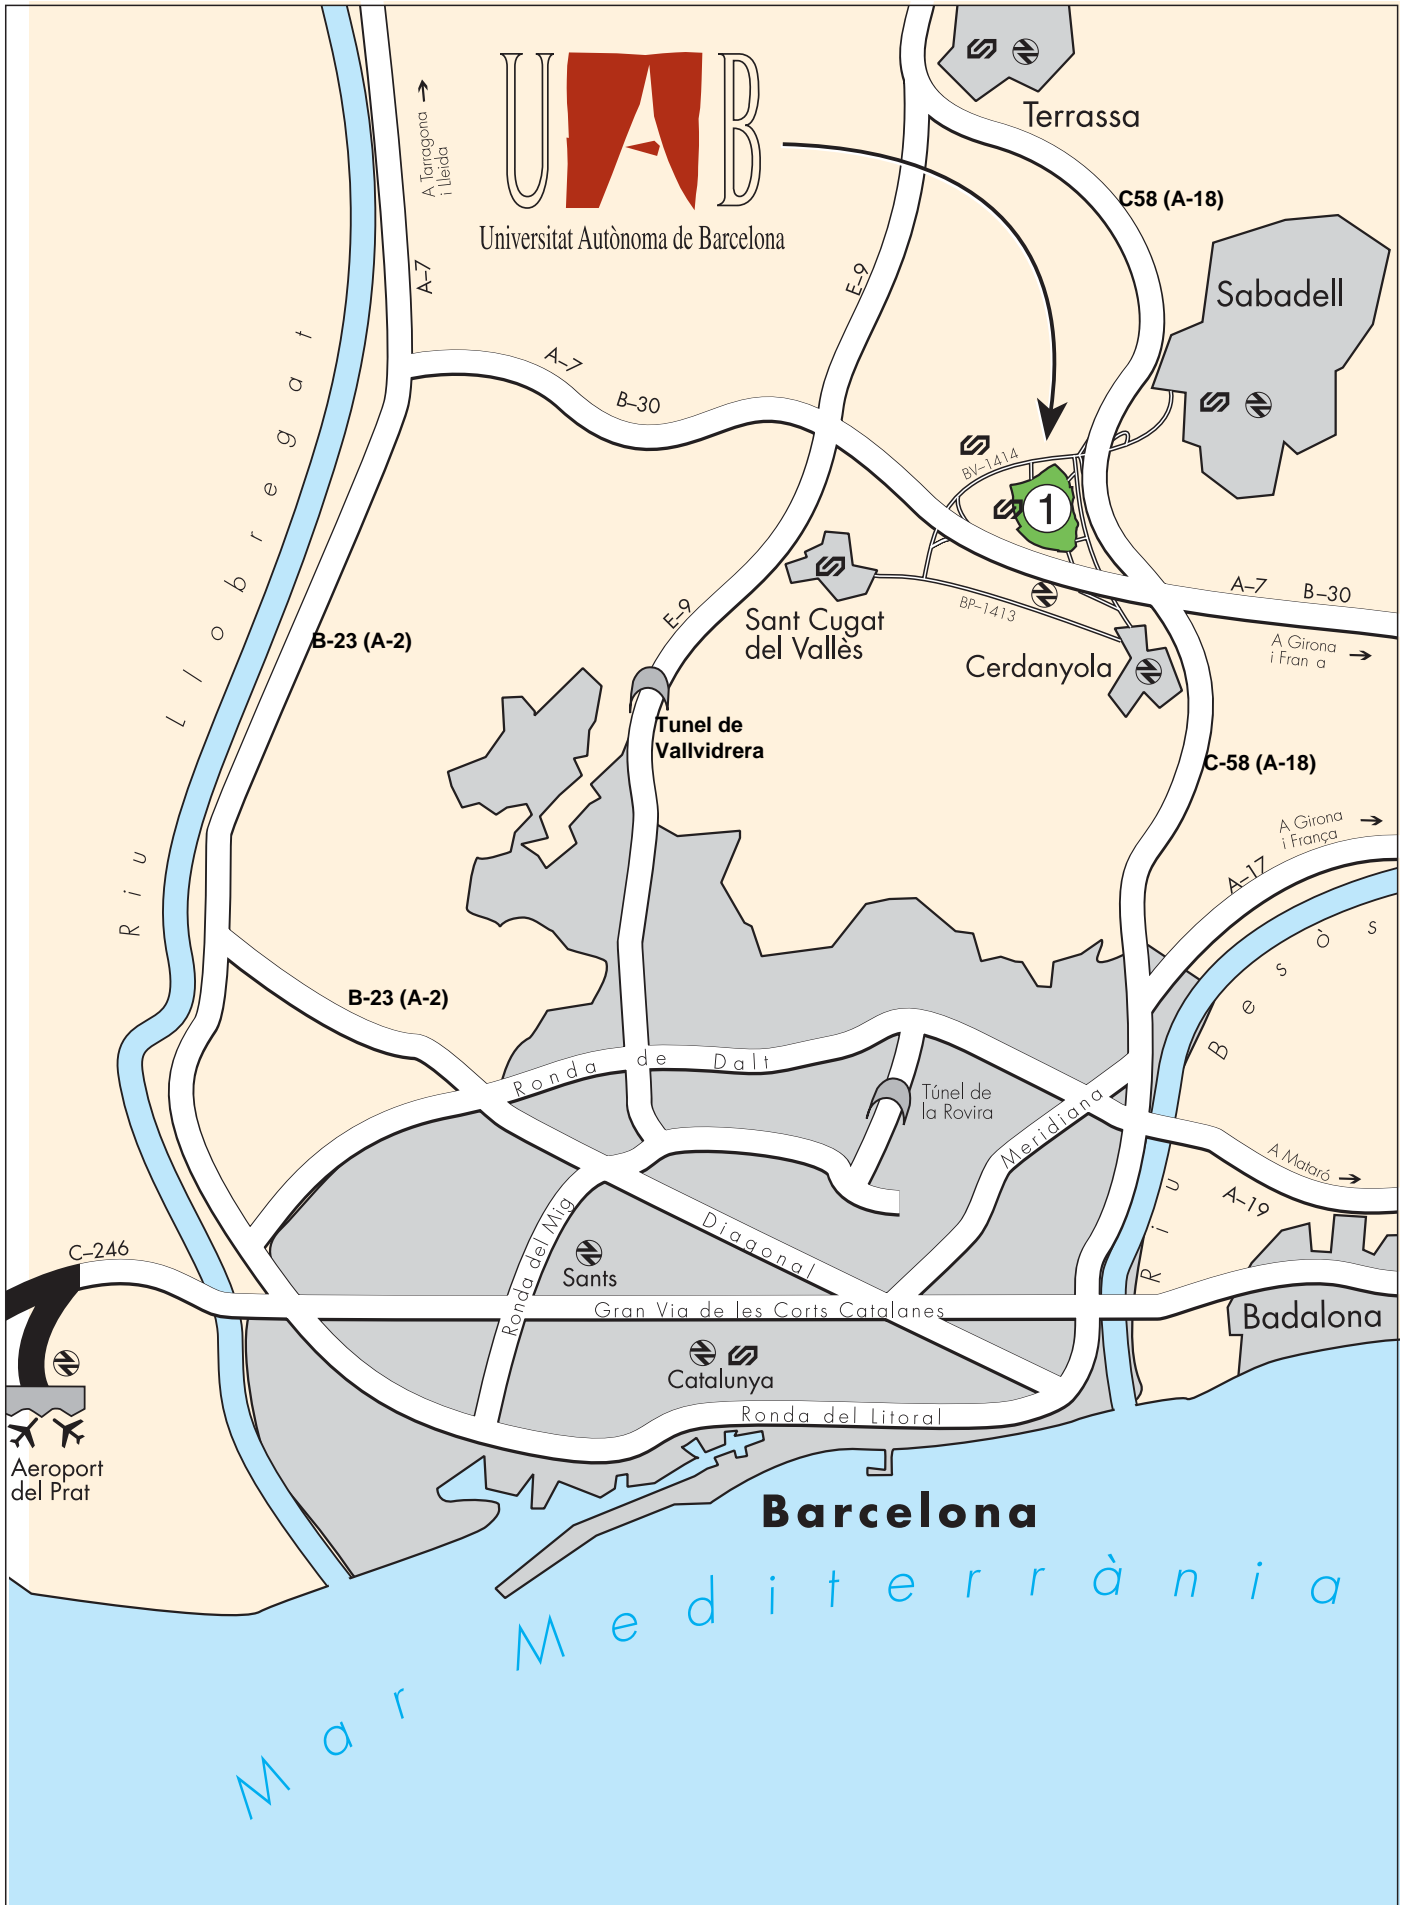 UAB
Universitat Autònoma de Barcelona
Terrassa
A Tarragona
i Lleida
C58 (A-18)
A-7
E-9
Sabadell
A-7
B-30
BV-1414
1
Sant Cugat
del Vallès
BP-1413
A-7 B-30
A Girona
i Fran a
E-9
B-23 (A-2)
Cerdanyola
Riu Llobregat
Tunel de
Vallvidrera
C-58 (A-18)
A Girona
i França
A-17
Riu Besòs
B-23 (A-2)
Ronda de Dalt
Túnel de
la Rovira
Meridiana
A Mataró
A-19
C-246
Ronda del Mig
Diagonal
Sants
Gran Via de les Corts Catalanes
Badalona
Catalunya
Ronda del Litoral
Aeroport
del Prat
Barcelona
Mar Mediterrània